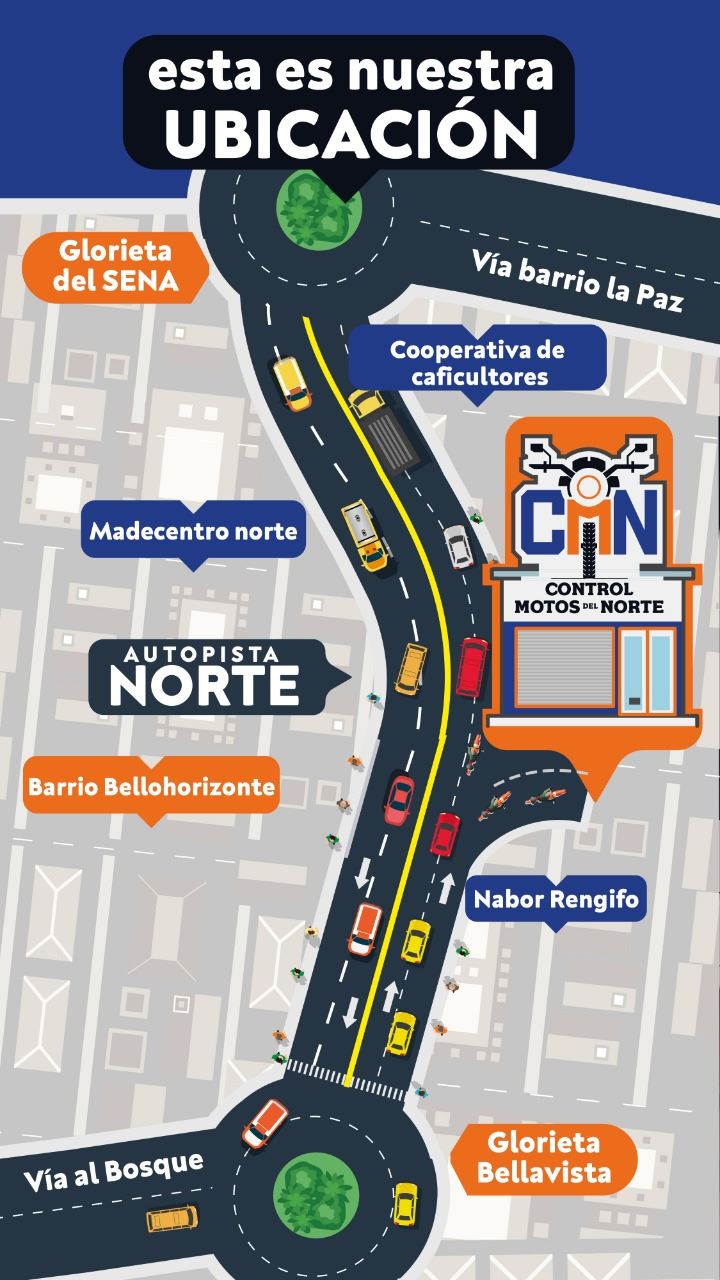 esta es nuestra
UBICACIÓN
Glorieta
del SENA
Vía barrio la Paz
Cooperativa de
caficultores
CMN
CONTROL
MOTOS DEL NORTE
Madecentro norte
AUTOPISTA
NORTE
Barrio Bellohorizonte
Nabor Rengifo
Glorieta
Bellavista
Vía al Bosque